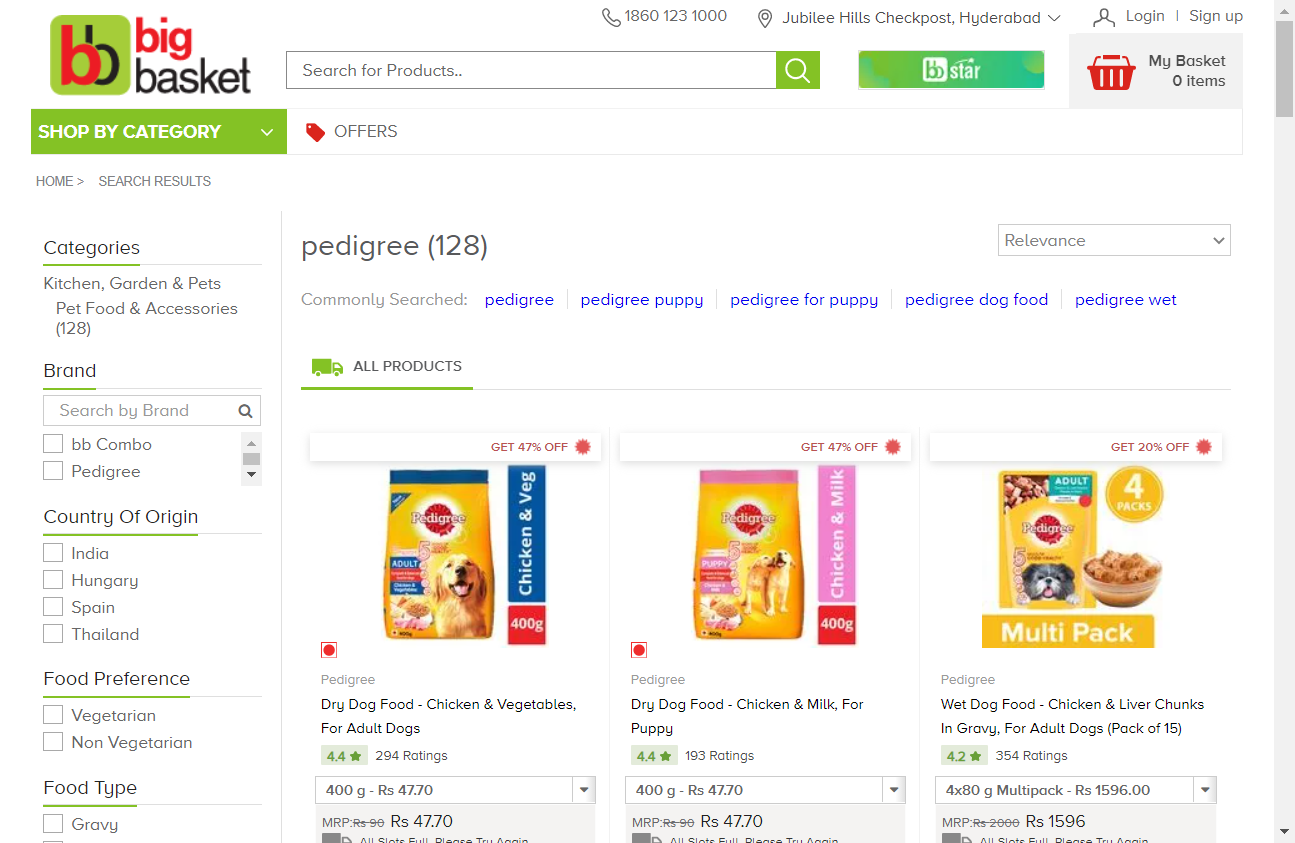 1860 123 1000
Jubilee Hills Checkpost, Hyderabad
Login | Sign up
bb big basket
Search for Products..
bb star
My Basket
0 items
SHOP BY CATEGORY
OFFERS
HOME >
SEARCH RESULTS
Categories
Kitchen, Garden & Pets
Pet Food & Accessories
(128)
Brand
Search by Brand
bb Combo
Pedigree
Country Of Origin
India
Hungary
Spain
Thailand
Food Preference
Vegetarian
Non Vegetarian
Food Type
Gravy
pedigree (128)
Relevance
Commonly Searched: pedigree pedigree puppy pedigree for puppy pedigree dog food pedigree wet
ALL PRODUCTS
GET 47% OFF
Pedigree
ADULT
Chicken & Veg
400g
Pedigree
Dry Dog Food - Chicken & Vegetables,
For Adult Dogs
4.4 294 Ratings
400 g - Rs 47.70
MRP:Rs 90 Rs 47.70
All Slots Full. Please Try Again
GET 47% OFF
Pedigree
PUPPY
Chicken & Milk
400g
Pedigree
Dry Dog Food - Chicken & Milk, For
Puppy
4.4 193 Ratings
400 g - Rs 47.70
MRP:Rs 90 Rs 47.70
All Slots Full. Please Try Again
GET 20% OFF
ADULT
Pedigree
4
PACKS
Multi Pack
Pedigree
Wet Dog Food - Chicken & Liver Chunks
In Gravy, For Adult Dogs (Pack of 15)
4.2 354 Ratings
4x80 g Multipack - Rs 1596.00
MRP:Rs 2000 Rs 1596
All Slots Full. Please Try Again